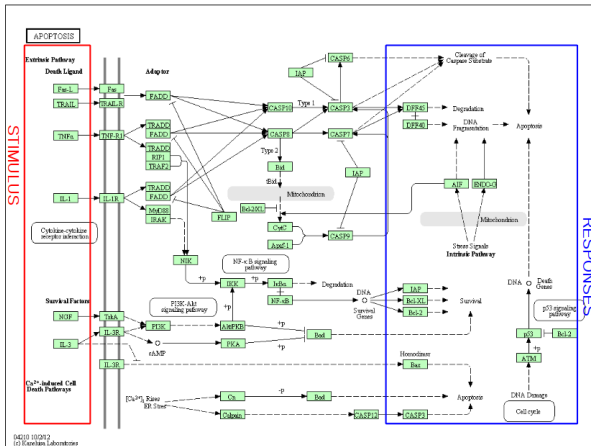 APOPTOSIS
STIMULUS
RESPONSES
Extrinsic Pathway
Death Ligand
Adaptor
Fas-L
Fas
FADD
TRAIL
TRAIL-R
TNFα
TNF-R1
TRADD
FADD
TRADD
RIP1
TRAF2
IL-1
IL-1R
TRADD
FADD
MyD88
IRAK
Cytokine-cytokine
receptor interaction
NIK
FLIP
CASP10
Type 1
CASP3
CASP8
CASP7
IAP
CASP6
Type 2
Bid
tBid
Mitochondrion
Bcl-2/XL
CytC
Apaf-1
CASP9
IAP
DFF45
Degradation
DFF40
DNA
Fragmentation
Cleavage of
Caspase Substrate
Apoptosis
AIF
ENDO-G
Mitochondrion
Stress Signals
Intrinsic Pathway
NF-κB signaling
pathway
+p
IKK
+p
IκBα
Degradation
NF-κB
DNA
Survival
Genes
IAP
Bcl-XL
Bcl-2
Survival
DNA
Death
Genes
p53 signaling
pathway
p53
Bcl-2
+p
ATM
DNA Damage
Cell cycle
Survival Factors
NGF
TrkA
IL-3
IL-3R
PI3K-Akt
signaling pathway
PI3K
Akt/PKB
+p
cAMP
PKA
+p
Bad
IL-3R
Homodimer
Bax
Ca²⁺-induced Cell
Death Pathways
[Ca²⁺]i Rises
ER Stress
Cn
-p
Bad
Calpain
CASP12
CASP3
Apoptosis
04210 10/2/12
(c) Kanehisa Laboratories